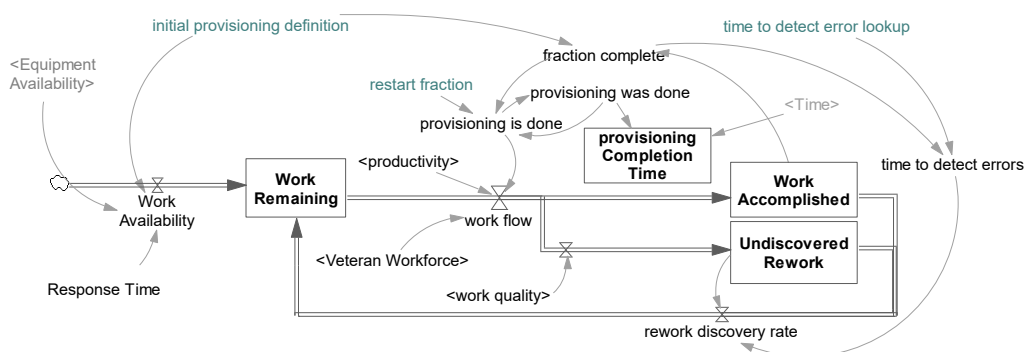 initial provisioning definition
time to detect error lookup
<Equipment
Availability>
fraction complete
restart fraction
provisioning was done
<Time>
provisioning is done
provisioning
Completion
Time
<productivity>
time to detect errors
Work
Remaining
Work
Accomplished
Work
Availability
work flow
Undiscovered
Rework
<Veteran Workforce>
Response Time
<work quality>
rework discovery rate